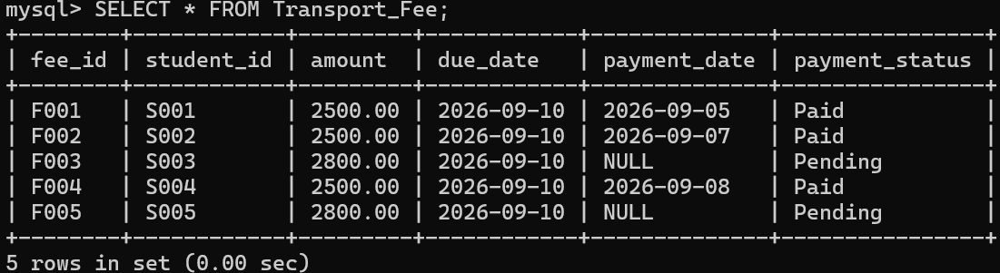 mysql> SELECT * FROM Transport_Fee;
+--------+------------+---------+------------+--------------+----------------+
| fee_id | student_id | amount  | due_date   | payment_date | payment_status |
+--------+------------+---------+------------+--------------+----------------+
| F001   | S001       | 2500.00 | 2026-09-10 | 2026-09-05   | Paid           |
| F002   | S002       | 2500.00 | 2026-09-10 | 2026-09-07   | Paid           |
| F003   | S003       | 2800.00 | 2026-09-10 | NULL         | Pending        |
| F004   | S004       | 2500.00 | 2026-09-10 | 2026-09-08   | Paid           |
| F005   | S005       | 2800.00 | 2026-09-10 | NULL         | Pending        |
+--------+------------+---------+------------+--------------+----------------+
5 rows in set (0.00 sec)